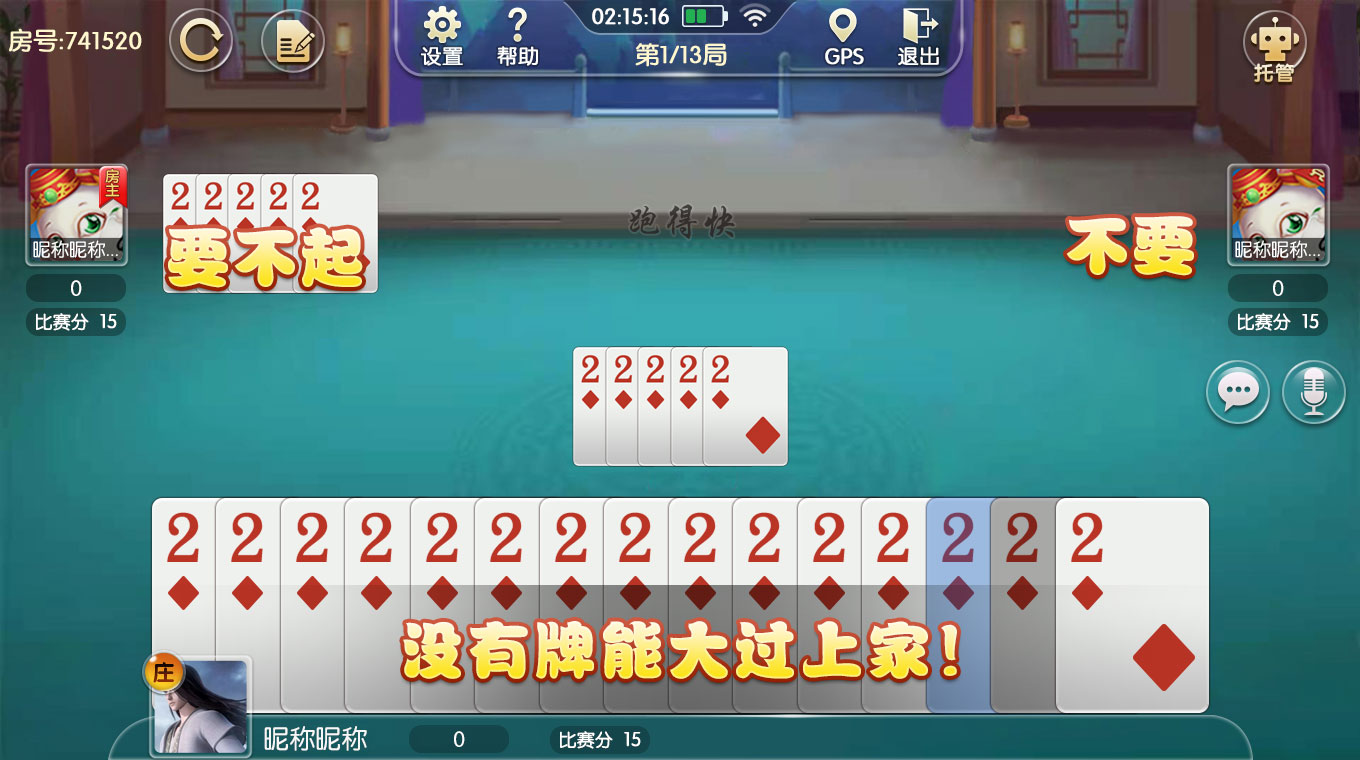 房号:741520
设置
?
帮助
02:15:16
第1/13局
GPS
退出
托管
房主
昵称昵称...
0
比赛分 15
2 2 2 2 2
要不起
跑得快
不要
昵称昵称...
0
比赛分 15
2 2 2 2 2
2 2 2 2 2 2 2 2 2 2 2 2 2 2 2
没有牌能大过上家!
庄
昵称昵称
0
比赛分 15